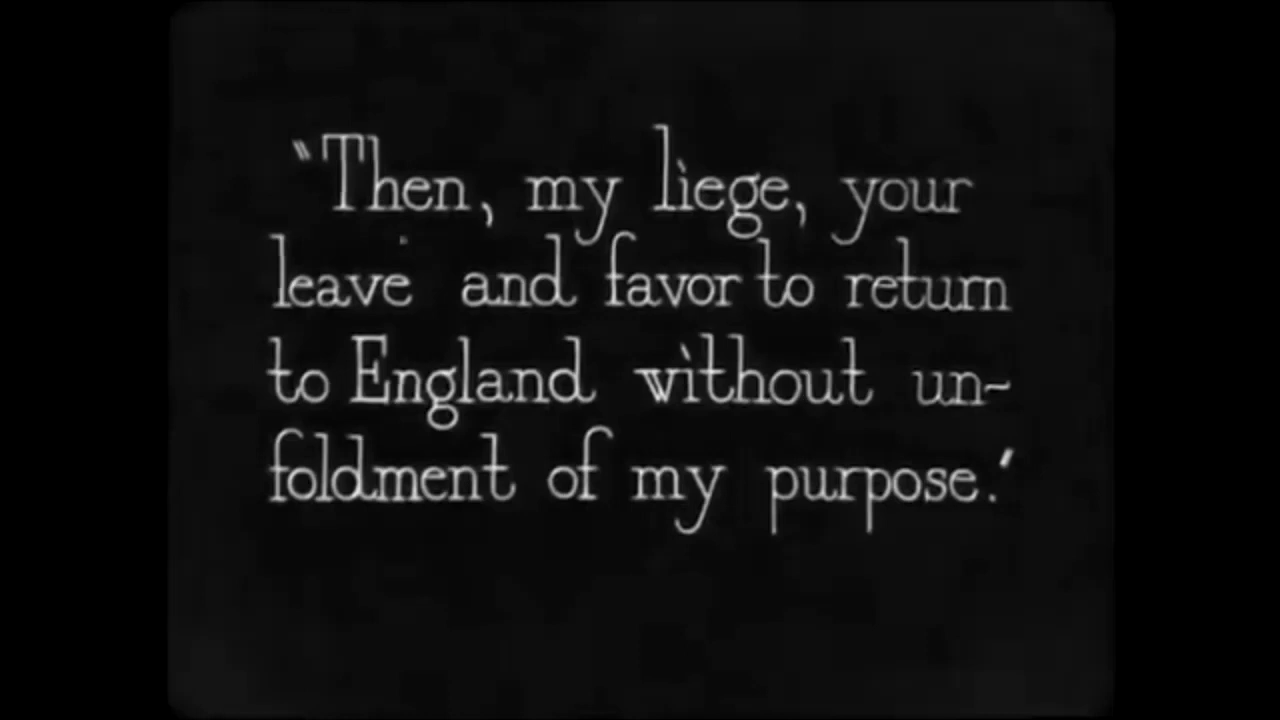 "Then, my liege, your
leave and favor to return
to England without un-
foldment of my purpose."